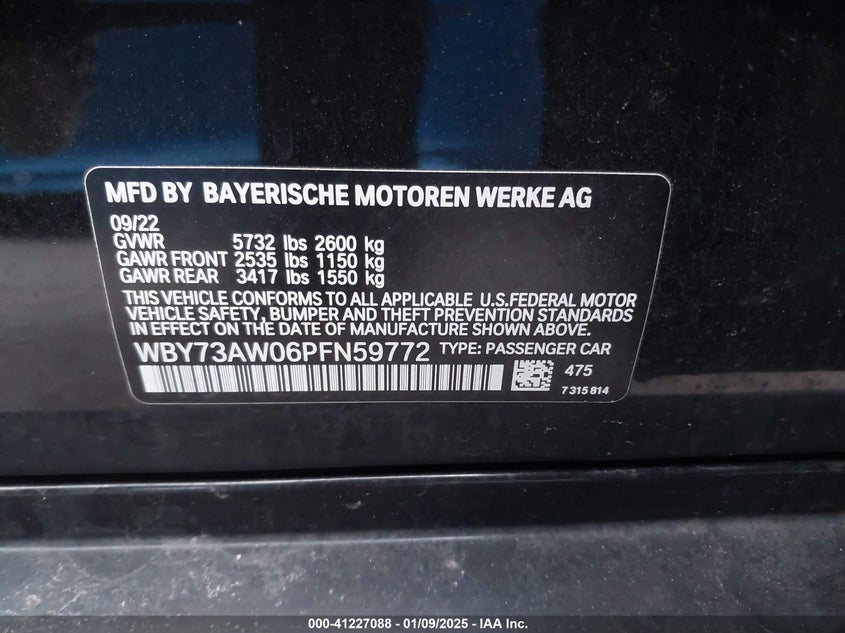 MFD BY BAYERISCHE MOTOREN WERKE AG
09/22
GVWR 5732 lbs 2600 kg
GAWR FRONT 2535 lbs 1150 kg
GAWR REAR 3417 lbs 1550 kg
THIS VEHICLE CONFORMS TO ALL APPLICABLE U.S.FEDERAL MOTOR
VEHICLE SAFETY, BUMPER AND THEFT PREVENTION STANDARDS
IN EFFECT ON THE DATE OF MANUFACTURE SHOWN ABOVE.
WBY73AW06PFN59772 TYPE: PASSENGER CAR
475
7 315 814
000-41227088 - 01/09/2025 - IAA Inc.